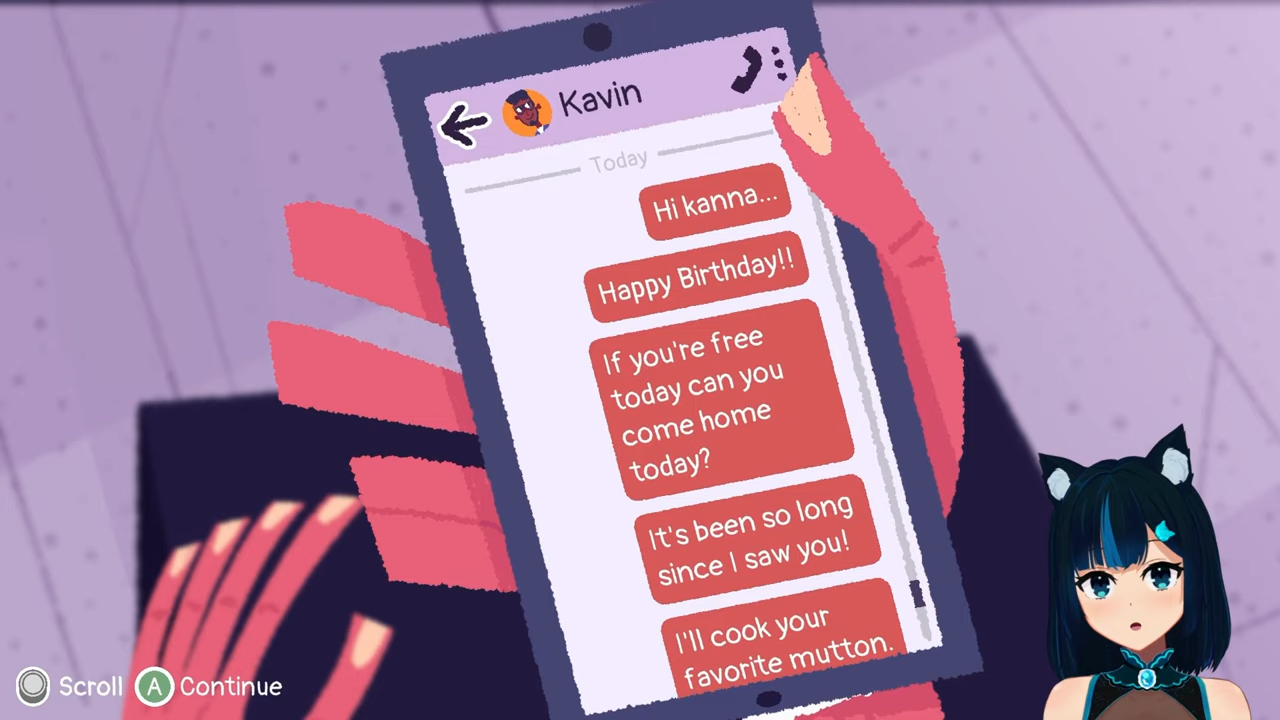 Kavin
Today
Hi kanna...
Happy Birthday!!
If you're free
today can you
come home
today?
It's been so long
since I saw you!
I'll cook your
favorite mutton.
Scroll
A Continue